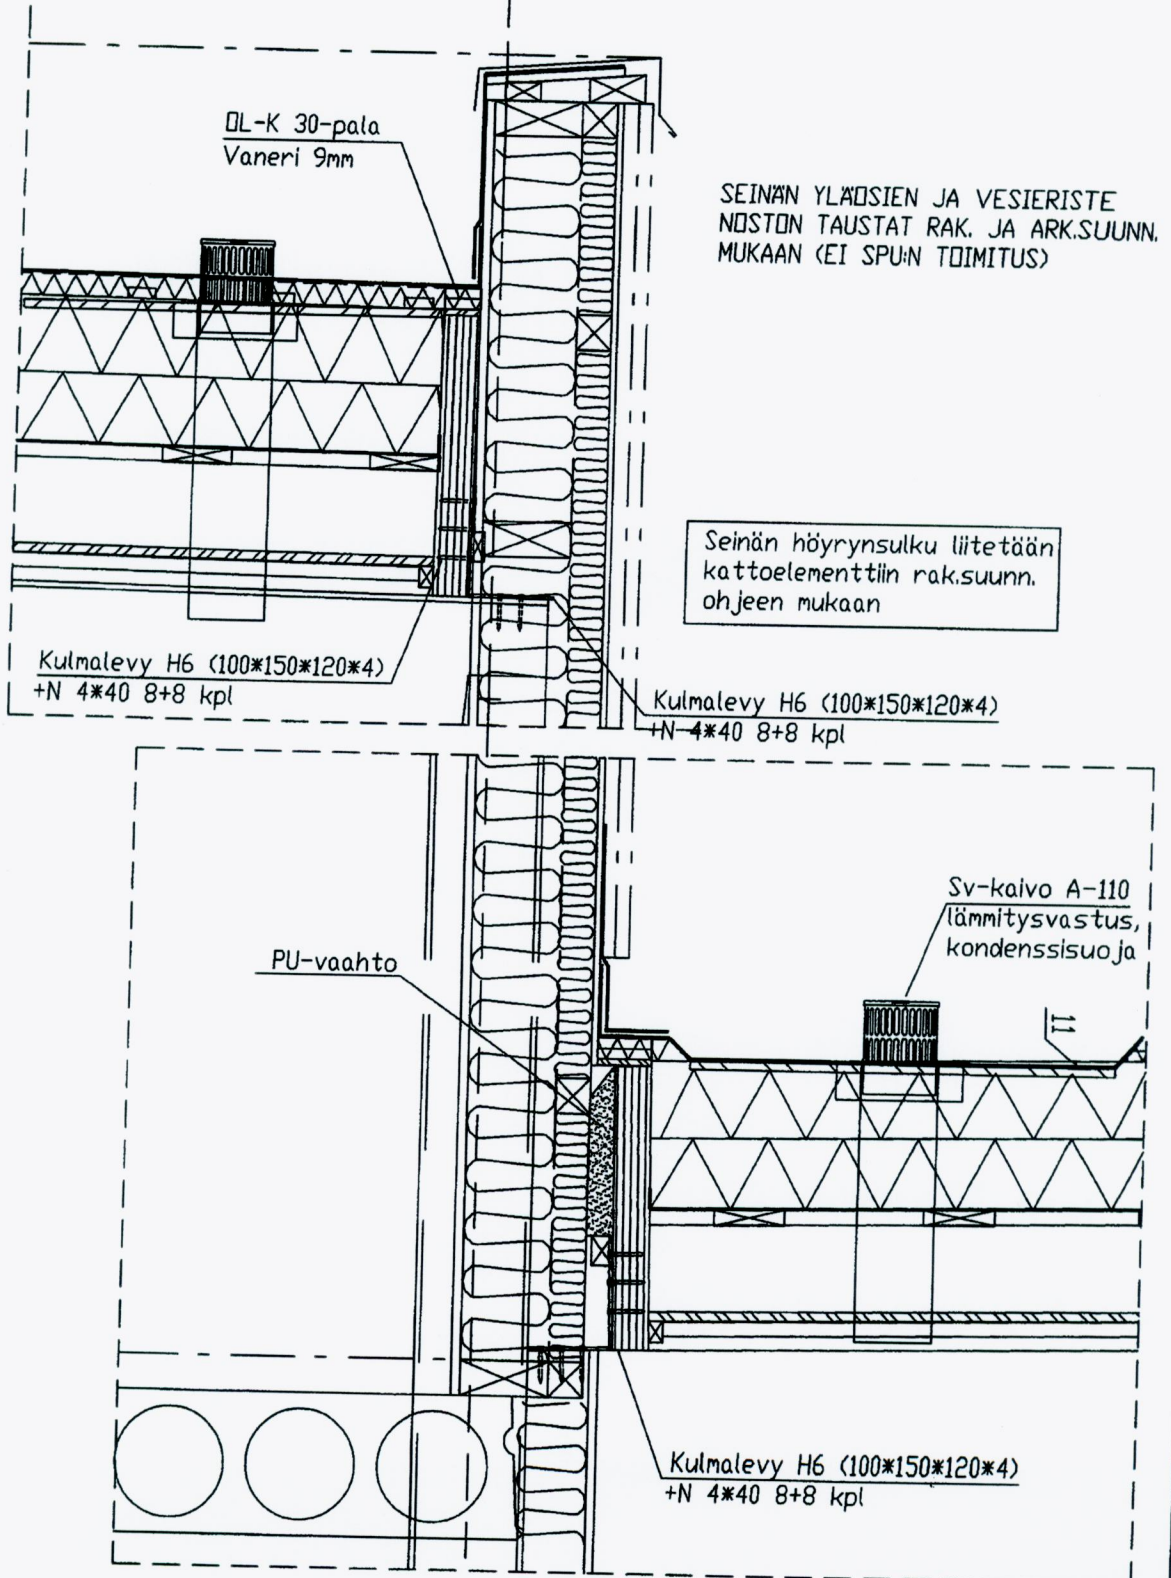 OL-K 30-pala
Vaneri 9mm
SEINÄN YLÄOSIEN JA VESIERISTE
NOSTON TAUSTAT RAK. JA ARK.SUUNN.
MUKAAN (EI SPU:N TOIMITUS)
Seinän höyrynsulku liitetään
kattoelementtiin rak.suunn.
ohjeen mukaan
Kulmalevy H6 (100*150*120*4)
+N 4*40 8+8 kpl
Kulmalevy H6 (100*150*120*4)
+N 4*40 8+8 kpl
Sv-kaivo A-110
lämmitysvastus,
kondenssisuoja
PU-vaahto
11
Kulmalevy H6 (100*150*120*4)
+N 4*40 8+8 kpl